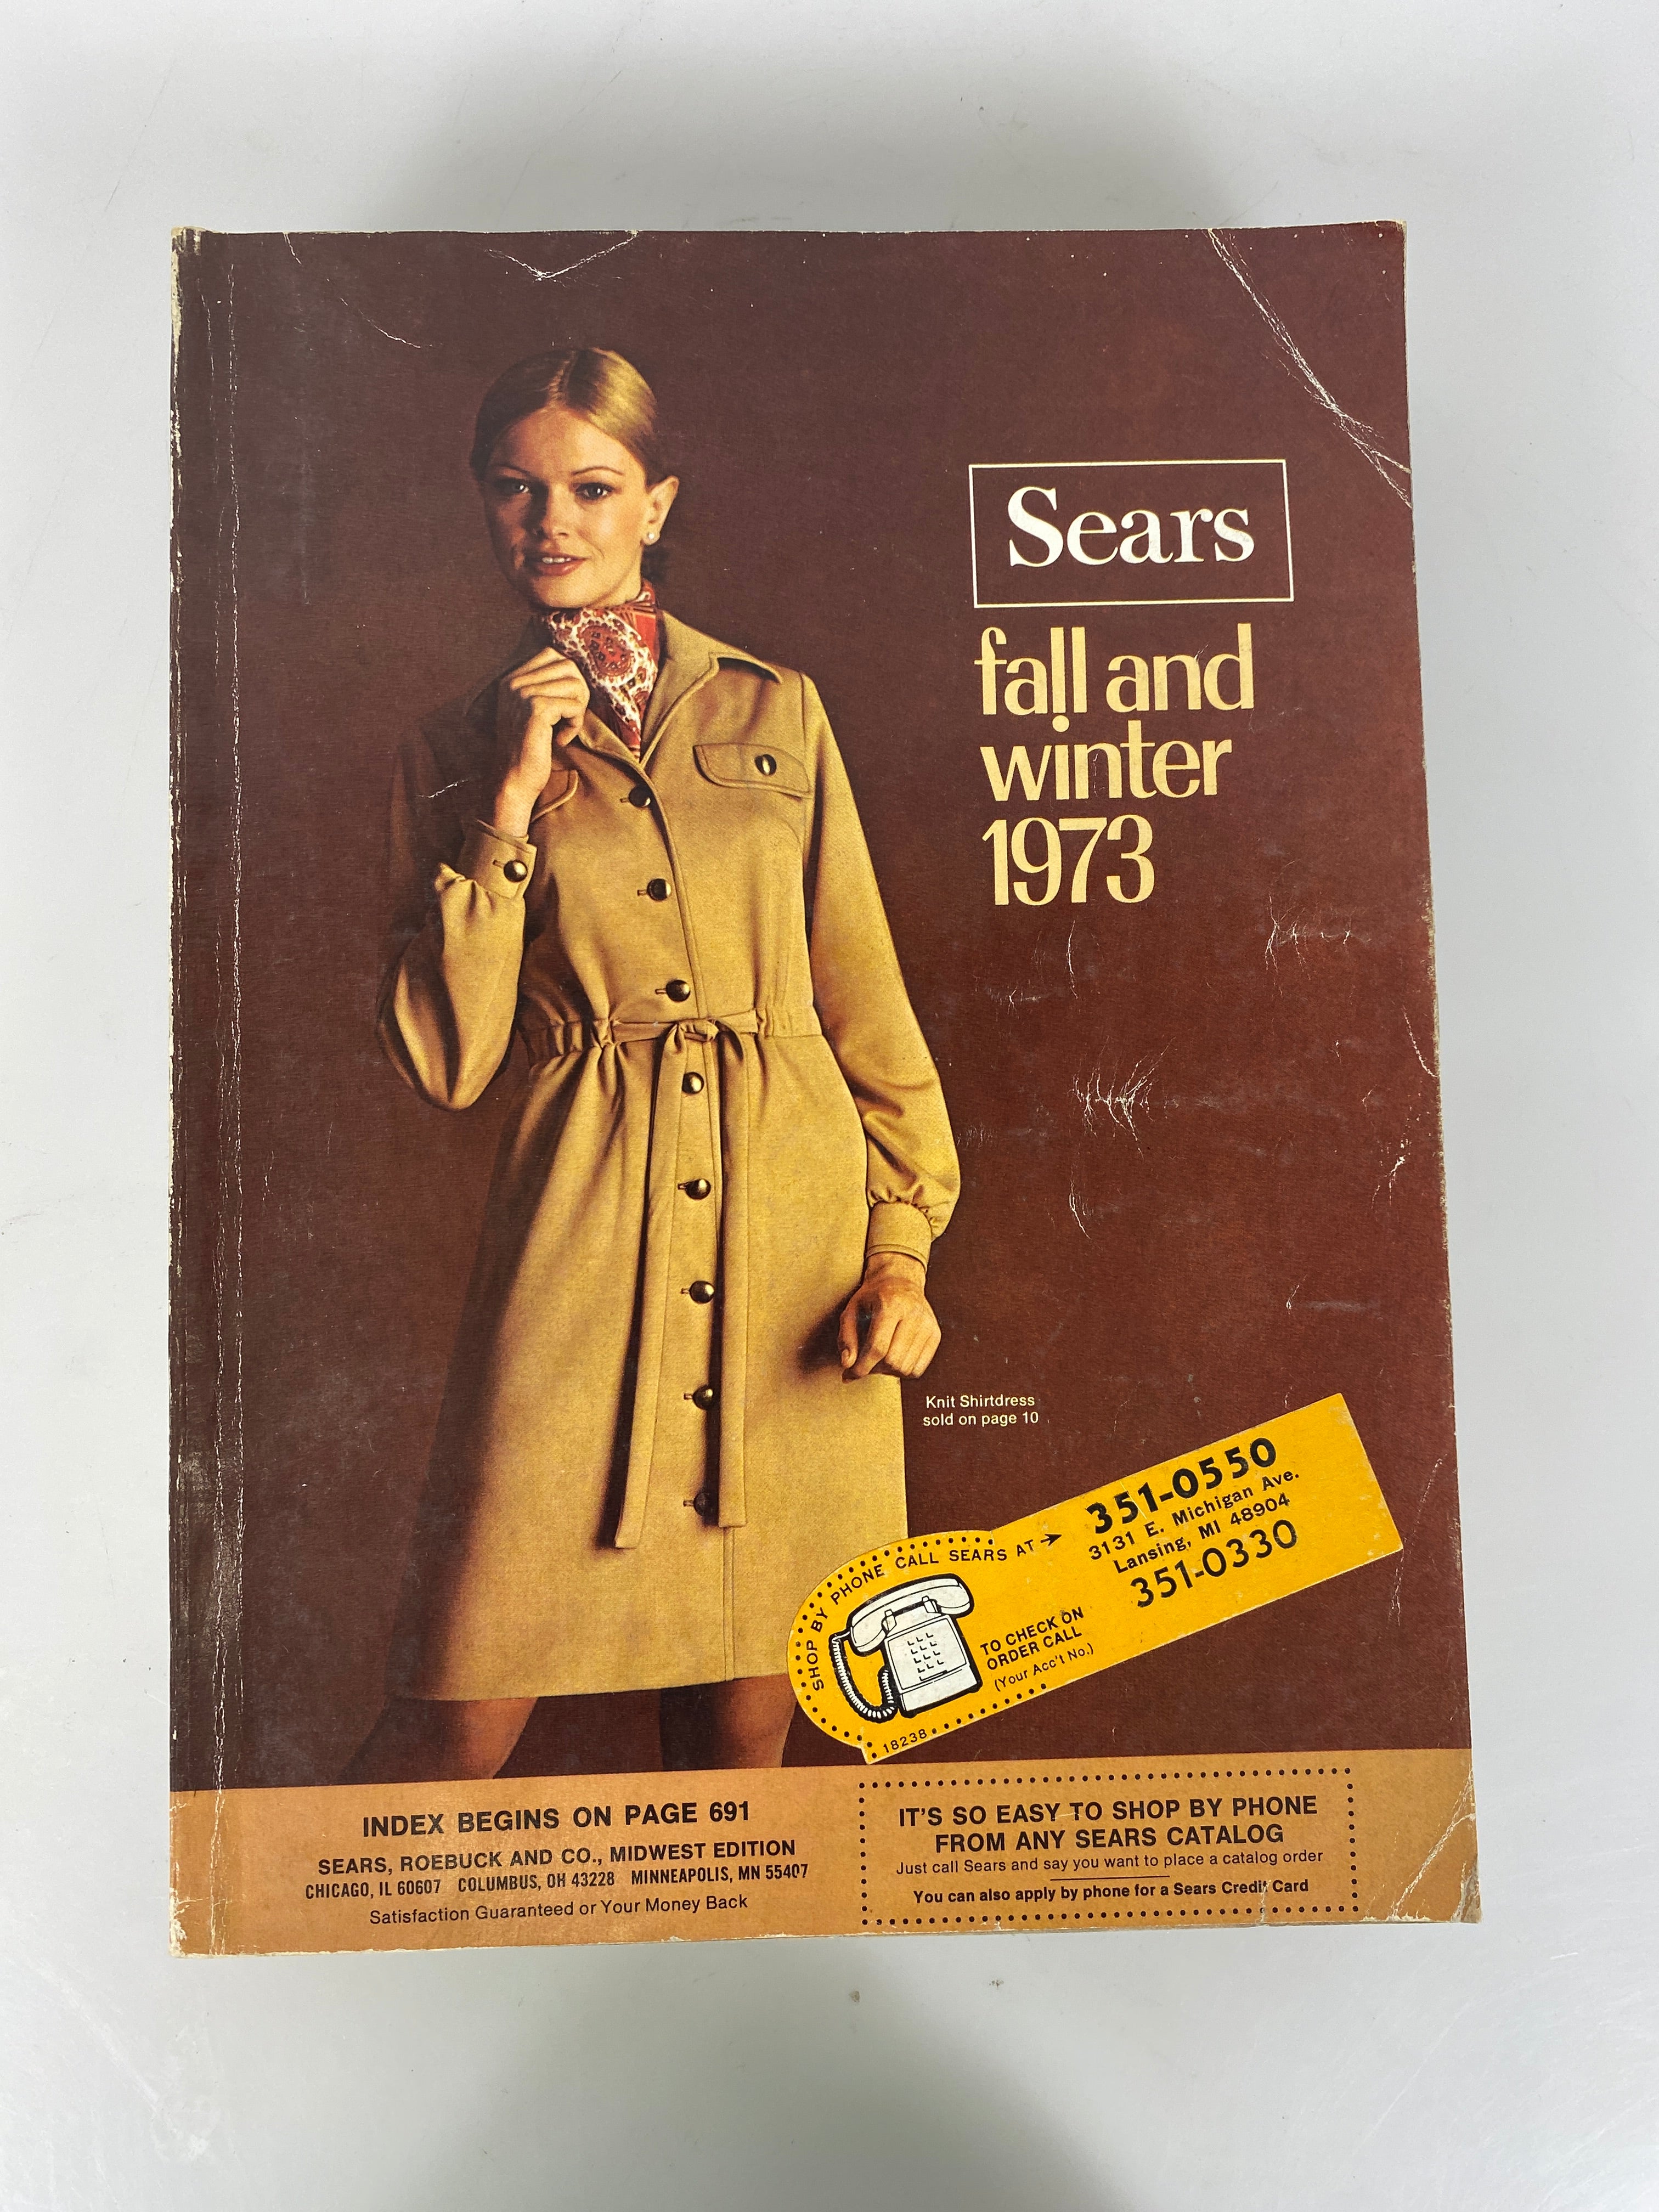 Sears
fall and
winter
1973
Knit Shirtdress
sold on page 10
SHOP BY PHONE CALL SEARS AT→
351-0550
3131 E. Michigan Ave.
Lansing, MI 48904
351-0330
TO CHECK ON
ORDER CALL
(Your Acc't No.)
18238
INDEX BEGINS ON PAGE 691
SEARS, ROEBUCK AND CO., MIDWEST EDITION
CHICAGO, IL 60607 COLUMBUS, OH 43228 MINNEAPOLIS, MN 55407
Satisfaction Guaranteed or Your Money Back
IT'S SO EASY TO SHOP BY PHONE
FROM ANY SEARS CATALOG
Just call Sears and say you want to place a catalog order
You can also apply by phone for a Sears Credit Card